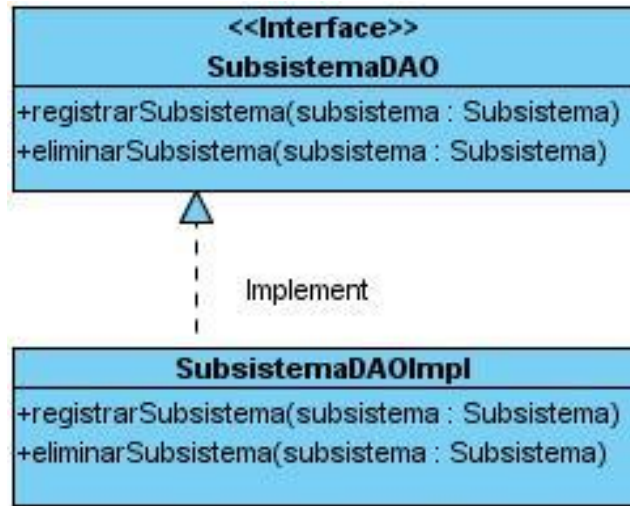 <<Interface>>
SubsistemaDAO
+registrarSubsistema(subsistema : Subsistema)
+eliminarSubsistema(subsistema : Subsistema)
Implement
SubsistemaDAOImpl
+registrarSubsistema(subsistema : Subsistema)
+eliminarSubsistema(subsistema : Subsistema)